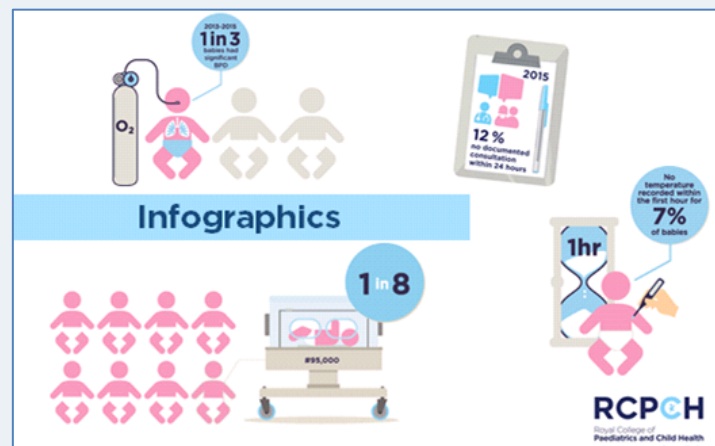 2013-2015
1 in 3
babies had
significant
BPD
O₂
2015
12 %
no documented
consultation
within 24 hours
Infographics
No
temperature
recorded within
the first hour for
7%
of babies
1hr
1 in 8
#95,000
RCPCH
Royal College of
Paediatrics and Child Health